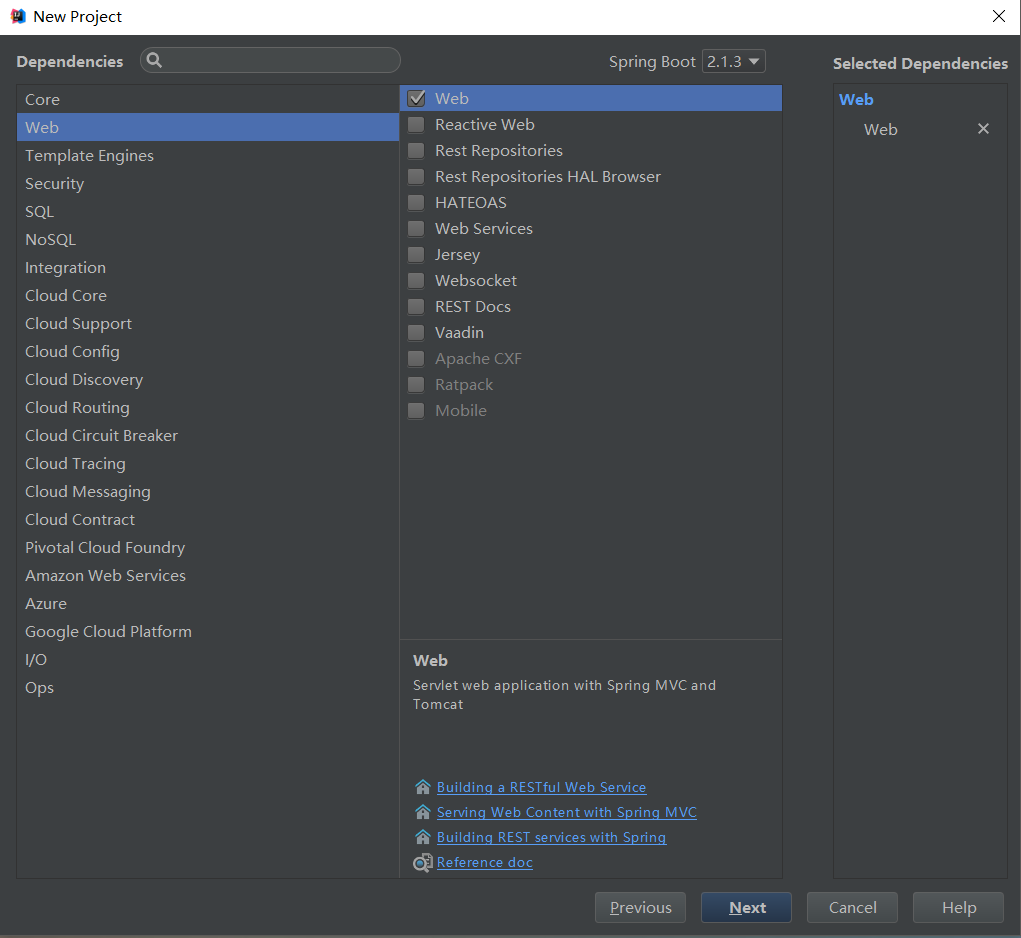 New Project
Dependencies
Spring Boot 2.1.3
Selected Dependencies
Core
Web
Template Engines
Security
SQL
NoSQL
Integration
Cloud Core
Cloud Support
Cloud Config
Cloud Discovery
Cloud Routing
Cloud Circuit Breaker
Cloud Tracing
Cloud Messaging
Cloud Contract
Pivotal Cloud Foundry
Amazon Web Services
Azure
Google Cloud Platform
I/O
Ops
Web
Reactive Web
Rest Repositories
Rest Repositories HAL Browser
HATEOAS
Web Services
Jersey
Websocket
REST Docs
Vaadin
Apache CXF
Ratpack
Mobile
Web
Servlet web application with Spring MVC and
Tomcat
Building a RESTful Web Service
Serving Web Content with Spring MVC
Building REST services with Spring
Reference doc
Web
Web
Previous
Next
Cancel
Help